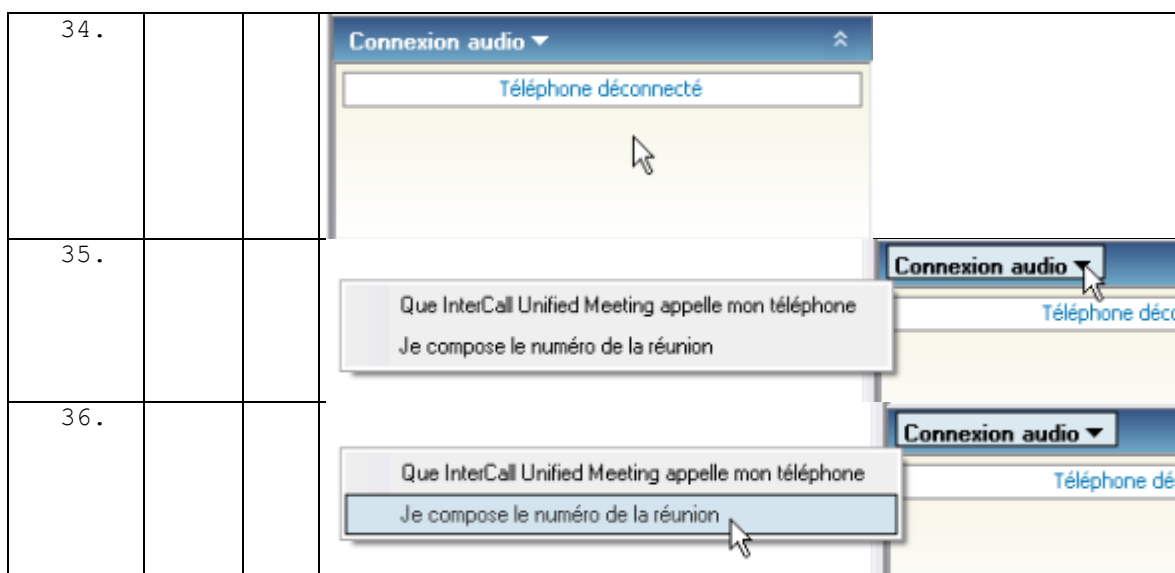 34.
Connexion audio
Téléphone déconnecté
35.
Connexion audio
Que InterCall Unified Meeting appelle mon téléphone
Téléphone
Je compose le numéro de la réunion
36.
Connexion audio
Que InterCall Unified Meeting appelle mon téléphone
Téléphone
Je compose le numéro de la réunion